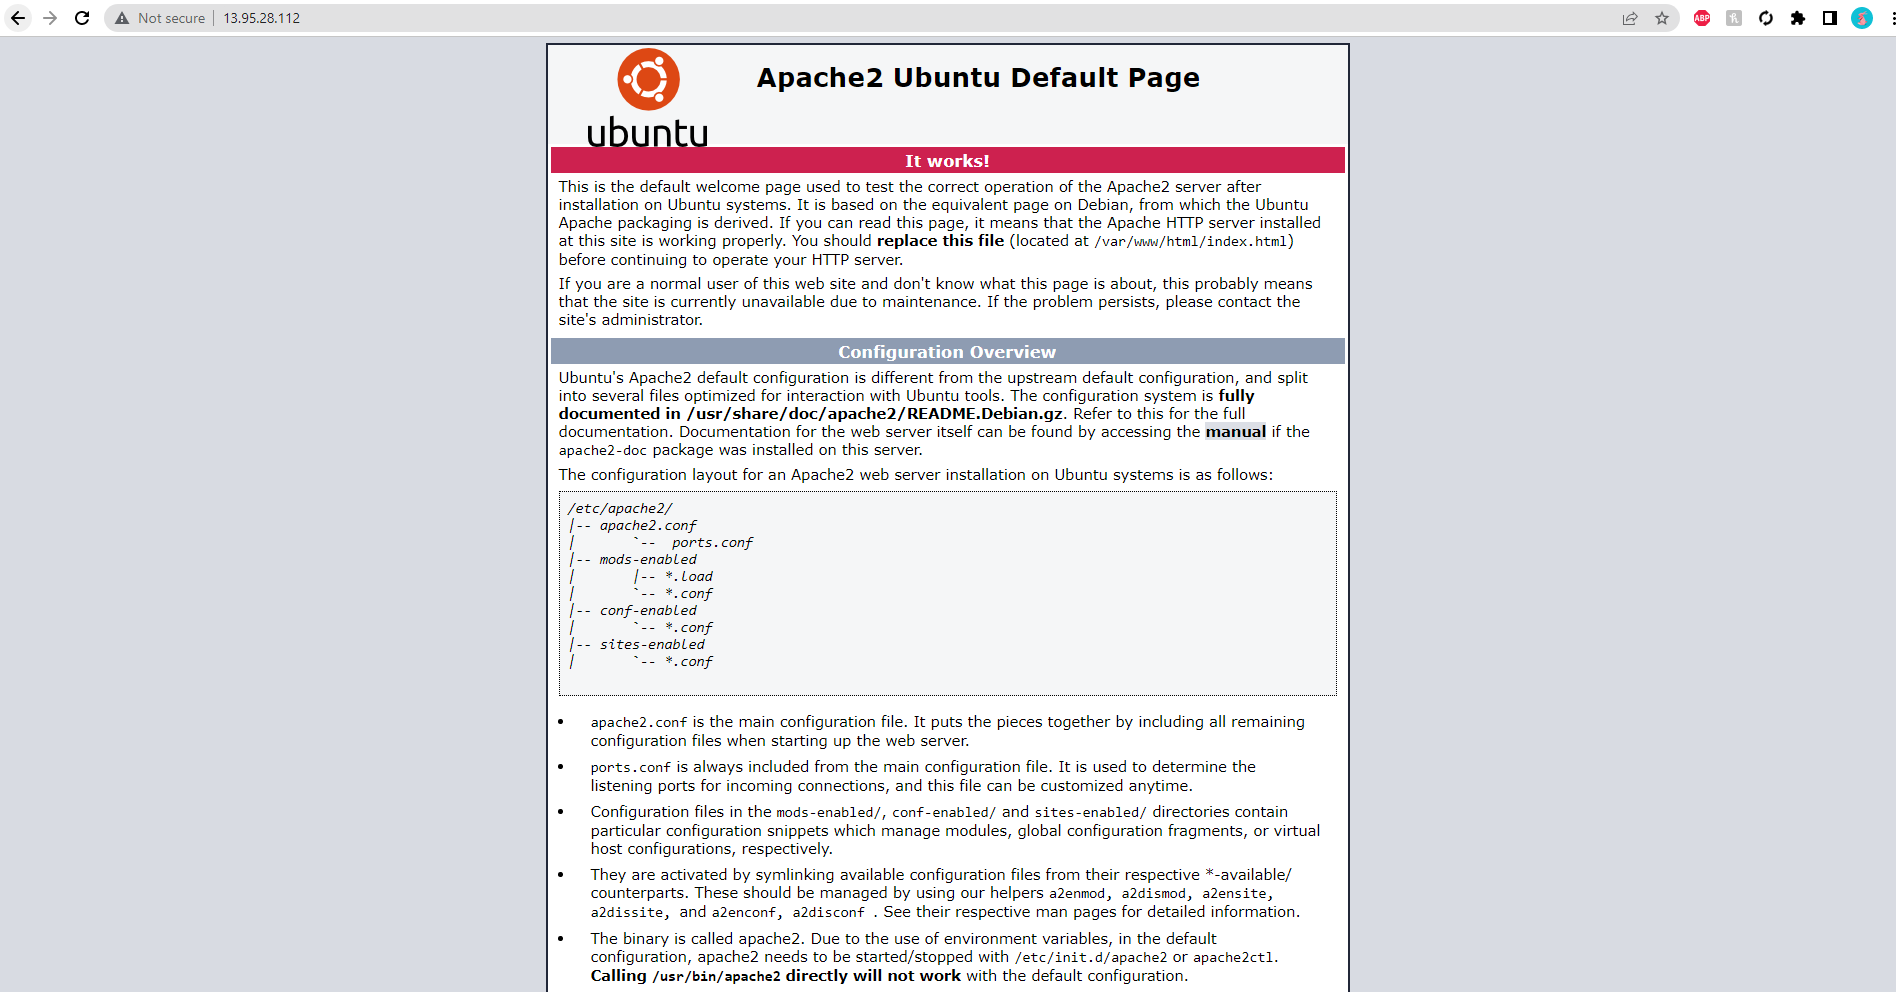 Not secure | 13.95.28.112
ABP
ubuntu
Apache2 Ubuntu Default Page
It works!
This is the default welcome page used to test the correct operation of the Apache2 server after
installation on Ubuntu systems. It is based on the equivalent page on Debian, from which the Ubuntu
Apache packaging is derived. If you can read this page, it means that the Apache HTTP server installed
at this site is working properly. You should replace this file (located at /var/www/html/index.html)
before continuing to operate your HTTP server.
If you are a normal user of this web site and don't know what this page is about, this probably means
that the site is currently unavailable due to maintenance. If the problem persists, please contact the
site's administrator.
Configuration Overview
Ubuntu's Apache2 default configuration is different from the upstream default configuration, and split
into several files optimized for interaction with Ubuntu tools. The configuration system is fully
documented in /usr/share/doc/apache2/README.Debian.gz. Refer to this for the full
documentation. Documentation for the web server itself can be found by accessing the manual if the
apache2-doc package was installed on this server.
The configuration layout for an Apache2 web server installation on Ubuntu systems is as follows:
/etc/apache2/
|-- apache2.conf
|       `--  ports.conf
|-- mods-enabled
|       |-- *.load
|       `-- *.conf
|-- conf-enabled
|       `-- *.conf
|-- sites-enabled
|       `-- *.conf
• apache2.conf is the main configuration file. It puts the pieces together by including all remaining
configuration files when starting up the web server.
• ports.conf is always included from the main configuration file. It is used to determine the
listening ports for incoming connections, and this file can be customized anytime.
• Configuration files in the mods-enabled/, conf-enabled/ and sites-enabled/ directories contain
particular configuration snippets which manage modules, global configuration fragments, or virtual
host configurations, respectively.
• They are activated by symlinking available configuration files from their respective *-available/
counterparts. These should be managed by using our helpers a2enmod, a2dismod, a2ensite,
a2dissite, and a2enconf, a2disconf . See their respective man pages for detailed information.
• The binary is called apache2. Due to the use of environment variables, in the default
configuration, apache2 needs to be started/stopped with /etc/init.d/apache2 or apache2ctl.
Calling /usr/bin/apache2 directly will not work with the default configuration.